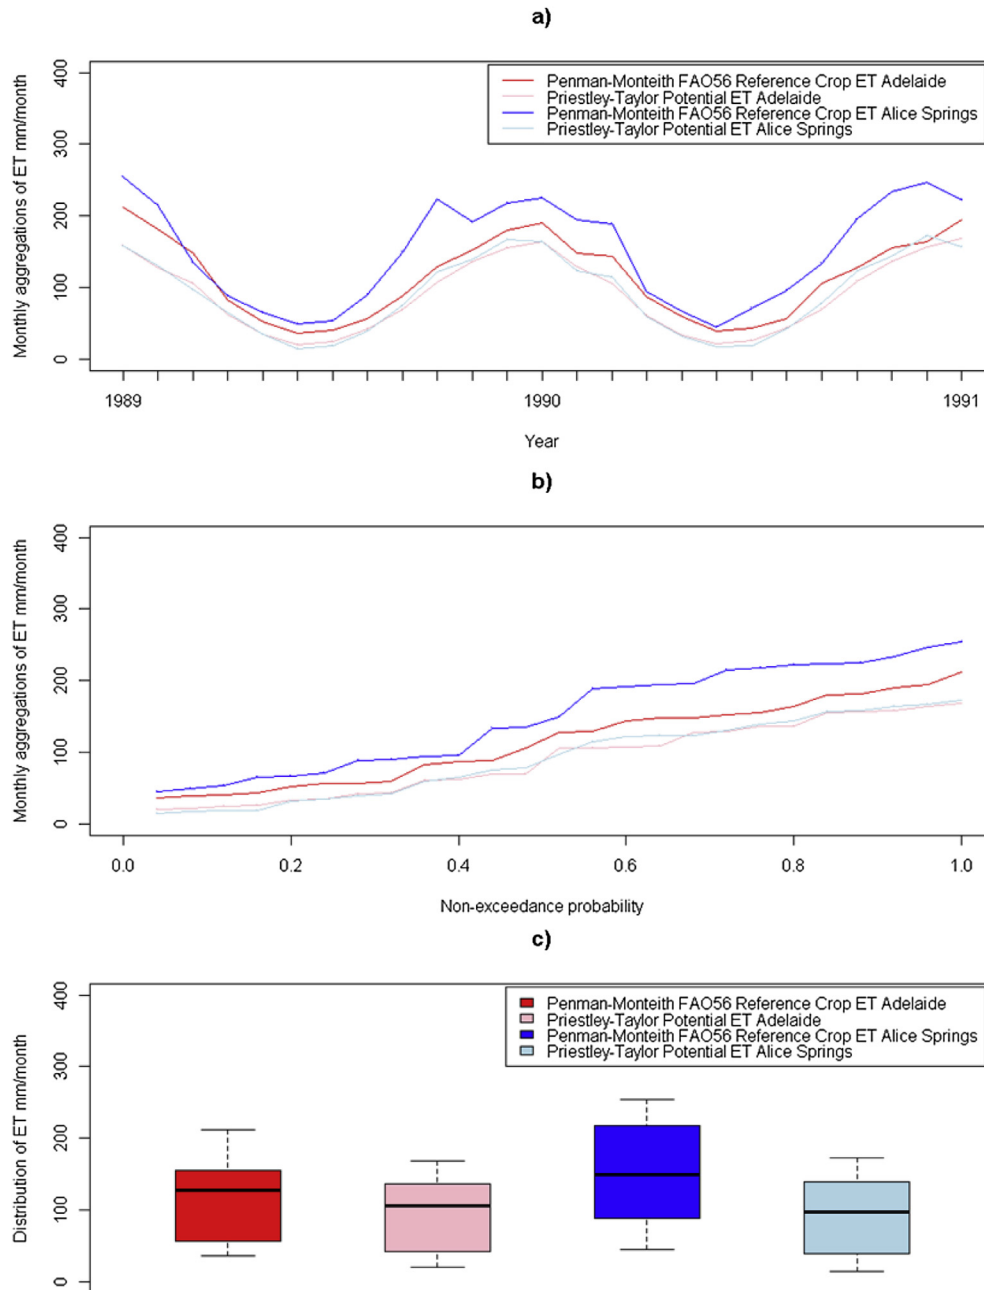 a)
Monthly aggregations of ET mm/month
400
300
200
100
0
Penman-Monteith FAO56 Reference Crop ET Adelaide
Priestley-Taylor Potential ET Adelaide
Penman-Monteith FAO56 Reference Crop ET Alice Springs
Priestley-Taylor Potential ET Alice Springs
1989
1990
1991
Year
b)
Monthly aggregations of ET mm/month
400
300
200
100
0
0.0
0.2
0.4
0.6
0.8
1.0
Non-exceedance probability
c)
Distribution of ET mm/month
400
300
200
100
0
Penman-Monteith FAO56 Reference Crop ET Adelaide
Priestley-Taylor Potential ET Adelaide
Penman-Monteith FAO56 Reference Crop ET Alice Springs
Priestley-Taylor Potential ET Alice Springs